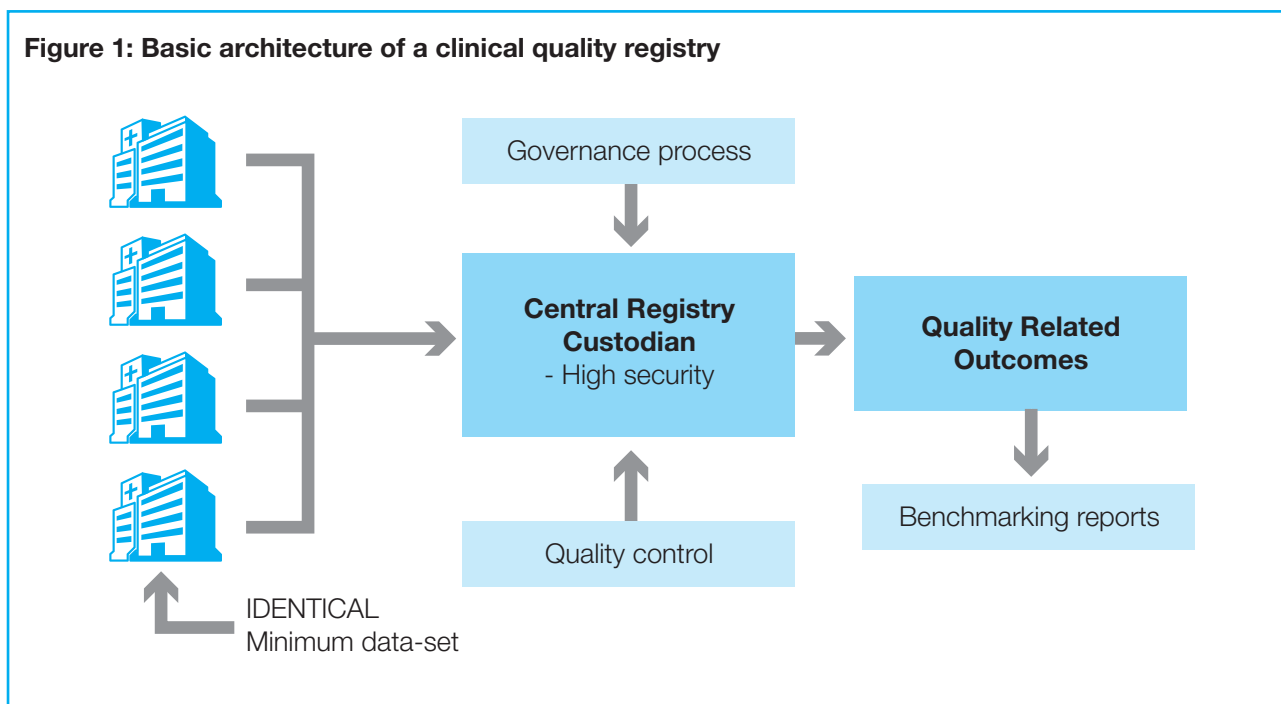 Figure 1: Basic architecture of a clinical quality registry
Governance process
Central Registry
Custodian
- High security
Quality Related
Outcomes
Benchmarking reports
Quality control
IDENTICAL
Minimum data-set